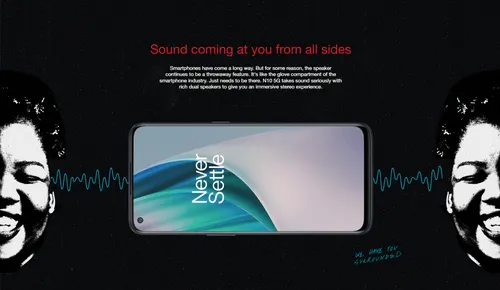 Sound coming at you from all sides
Smartphones have come a long way. But for some reason, the speaker
continues to be a throwaway feature. It's like the glove compartment of the
smartphone industry. Just needs to be there. N10 5G takes sound seriously with
rich dual speakers to give you an immersive stereo experience.
Never
Settle
WE HAVE YOU
SURROUNDED